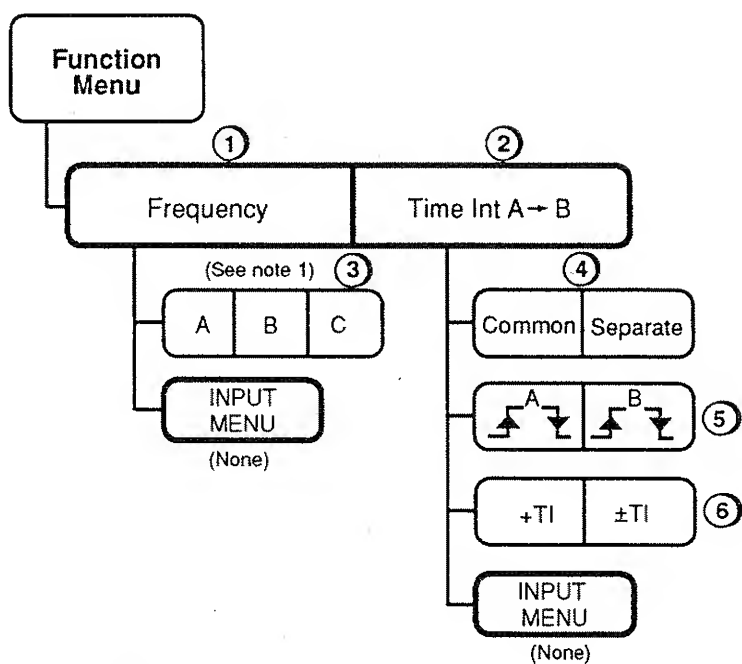 Function
Menu
1
2
Frequency
Time Int A→ B
(See note 1)
3
4
A
B
C
Common
Separate
INPUT
MENU
(None)
A
B
5
+TI
±TI
6
INPUT
MENU
(None)